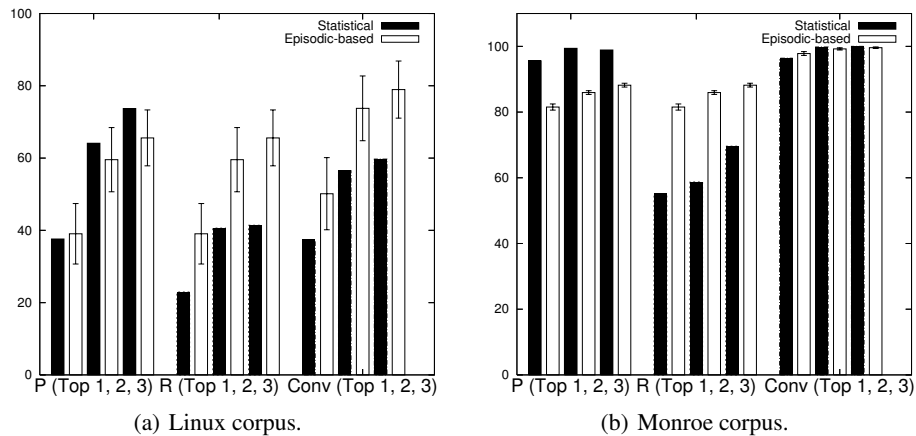 100
80
60
40
20
0
Statistical
Episodic-based
P (Top 1, 2, 3) R (Top 1, 2, 3) Conv (Top 1, 2, 3)
(a) Linux corpus.
100
80
60
40
20
0
Statistical
Episodic-based
P (Top 1, 2, 3) R (Top 1, 2, 3) Conv (Top 1, 2, 3)
(b) Monroe corpus.